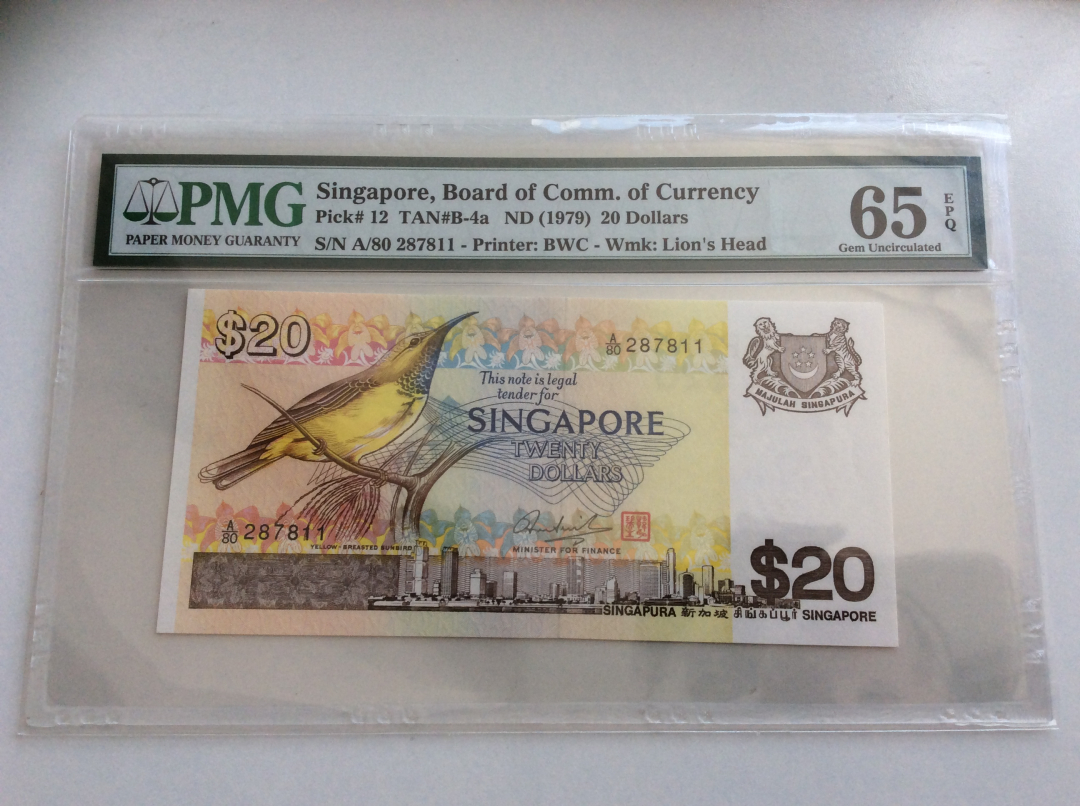 PMG
PAPER MONEY GUARANTY
Singapore, Board of Comm. of Currency
Pick# 12 TAN#B-4a ND (1979) 20 Dollars
S/N A/80 287811 - Printer: BWC - Wmk: Lion's Head
65 EPQ
Gem Uncirculated
$20
A/80 287811
This note is legal
tender for
SINGAPORE
TWENTY
DOLLARS
MAJULAH SINGAPURA
A/80 287811
YELLOW-BREASTED SUNBIRD
MINISTER FOR FINANCE
$20
SINGAPURA 新加坡 சிங்கப்பூர் SINGAPORE